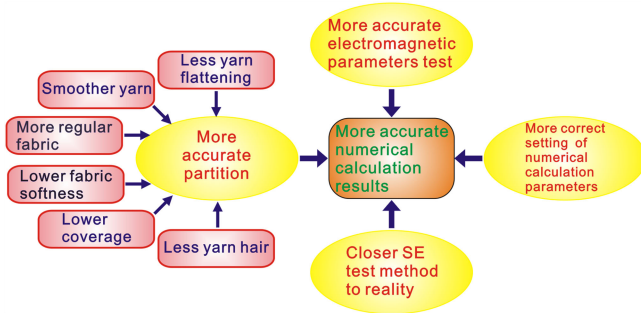 Less yarn
flattening
Smoother yarn
More regular
fabric
Lower fabric
softness
Lower
coverage
Less yarn hair
More
accurate
partition
More accurate
electromagnetic
parameters test
More accurate
numerical
calculation
results
More correct
setting of
numerical
calculation
parameters
Closer SE
test method
to reality